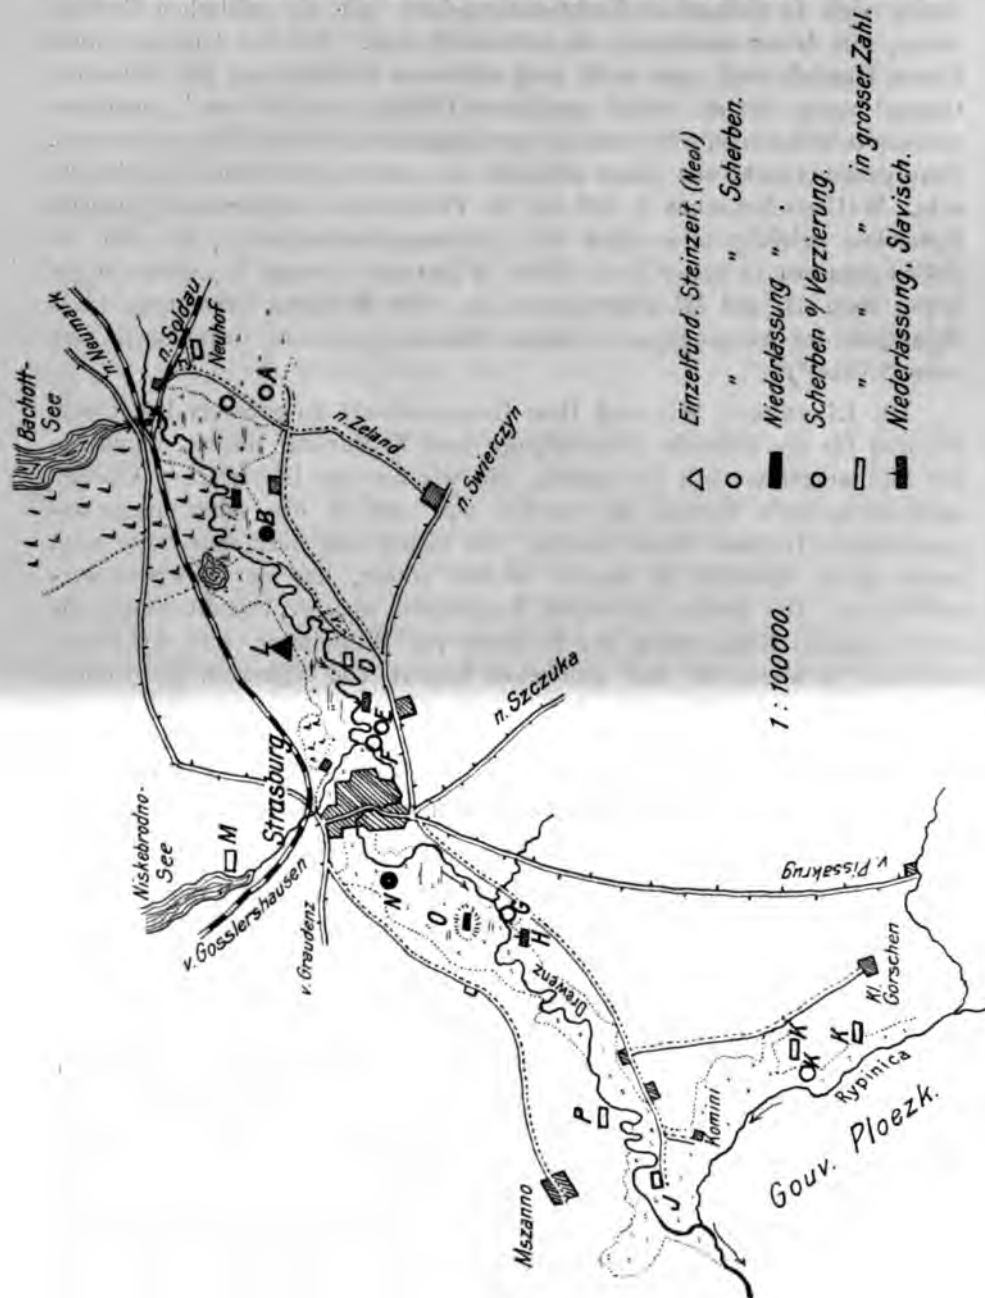 Bachott-
See
n. Neumark
n. Soldau
Neuhof
A
n. Zeland
n. Swierczyn
C
B
L
D
E
F
Strasburg
Niskebrodno-
See
M
v. Gosslershausen
v. Graudenz
n. Szczuka
v. Pissakrug
N
O
G
H
Drewenz
Kl.
Gorschen
K
K
K
Rypinica
Komini
P
J
Mszanno
Gouv. Ploezk.
Einzelfund Steinzeit. (Neol)
„ „ Scherben.
Niederlassung „ .
Scherben o/ Verzierung.
„ „ in grosser Zahl.
Niederlassung, Slavisch.
1 : 100000.